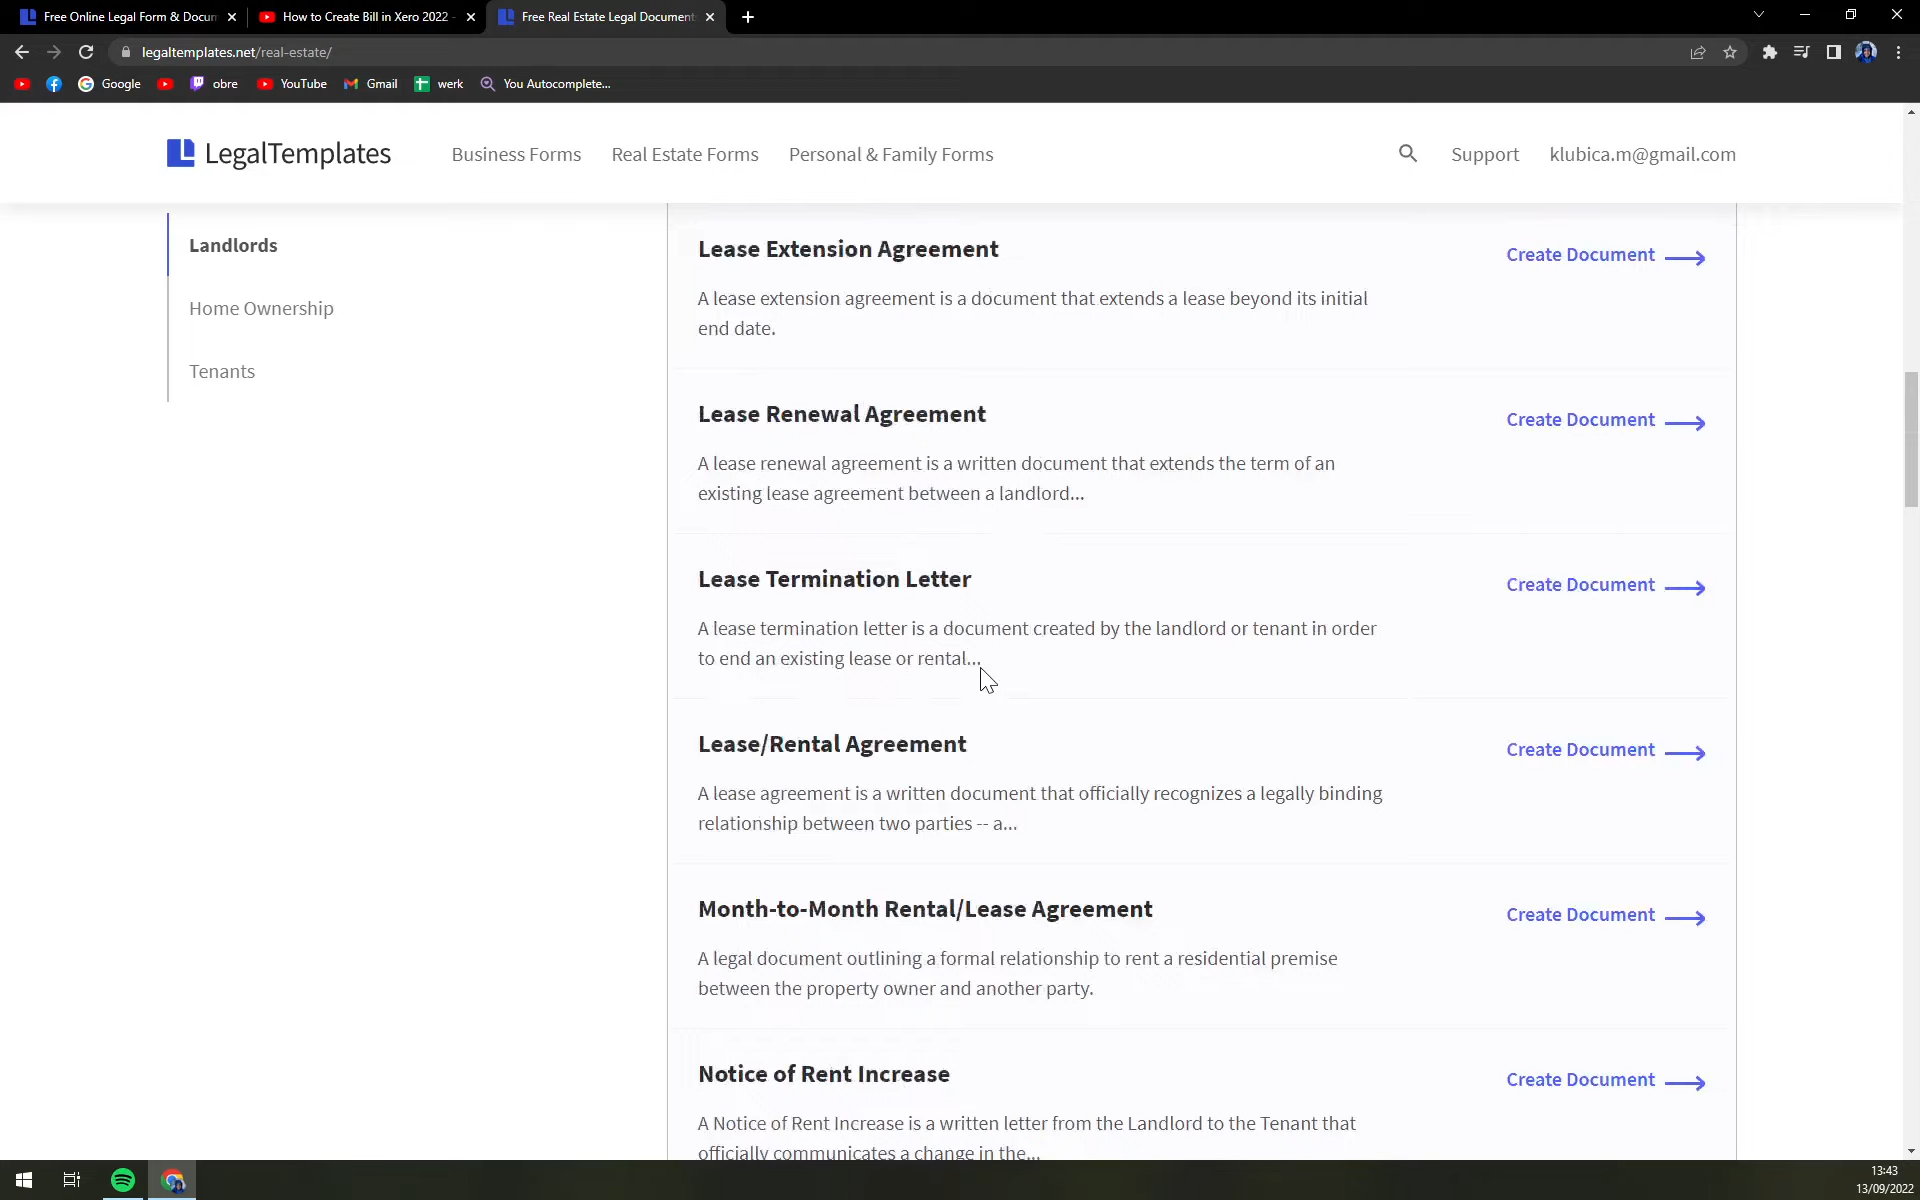 Free Online Legal Form & Docum
How to Create Bill in Xero 2022 -
Free Real Estate Legal Document
legaltemplates.net/real-estate/
Google
obre
YouTube
Gmail
werk
You Autocomplete...
LegalTemplates
Business Forms
Real Estate Forms
Personal & Family Forms
Support
klubica.m@gmail.com
Landlords
Home Ownership
Tenants
Lease Extension Agreement
Create Document
A lease extension agreement is a document that extends a lease beyond its initial
end date.
Lease Renewal Agreement
Create Document
A lease renewal agreement is a written document that extends the term of an
existing lease agreement between a landlord...
Lease Termination Letter
Create Document
A lease termination letter is a document created by the landlord or tenant in order
to end an existing lease or rental...
Lease/Rental Agreement
Create Document
A lease agreement is a written document that officially recognizes a legally binding
relationship between two parties -- a...
Month-to-Month Rental/Lease Agreement
Create Document
A legal document outlining a formal relationship to rent a residential premise
between the property owner and another party.
Notice of Rent Increase
Create Document
A Notice of Rent Increase is a written letter from the Landlord to the Tenant that
officially communicates a change in the...
13:43
13/09/2022